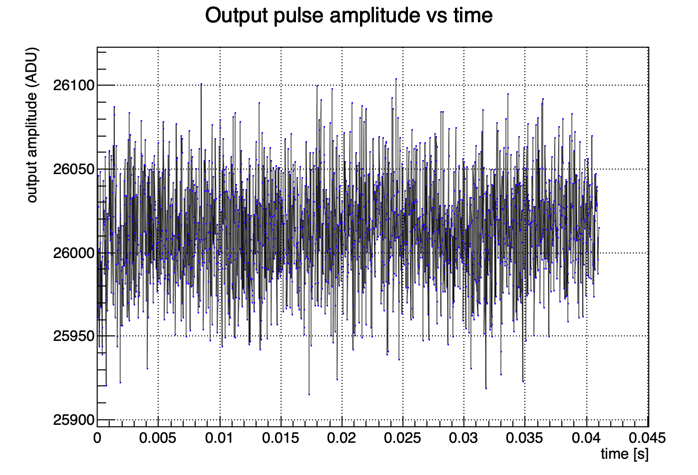 Output pulse amplitude vs time
output amplitude (ADU)
26100
26050
26000
25950
25900
0 0.005 0.01 0.015 0.02 0.025 0.03 0.035 0.04 0.045
time [s]